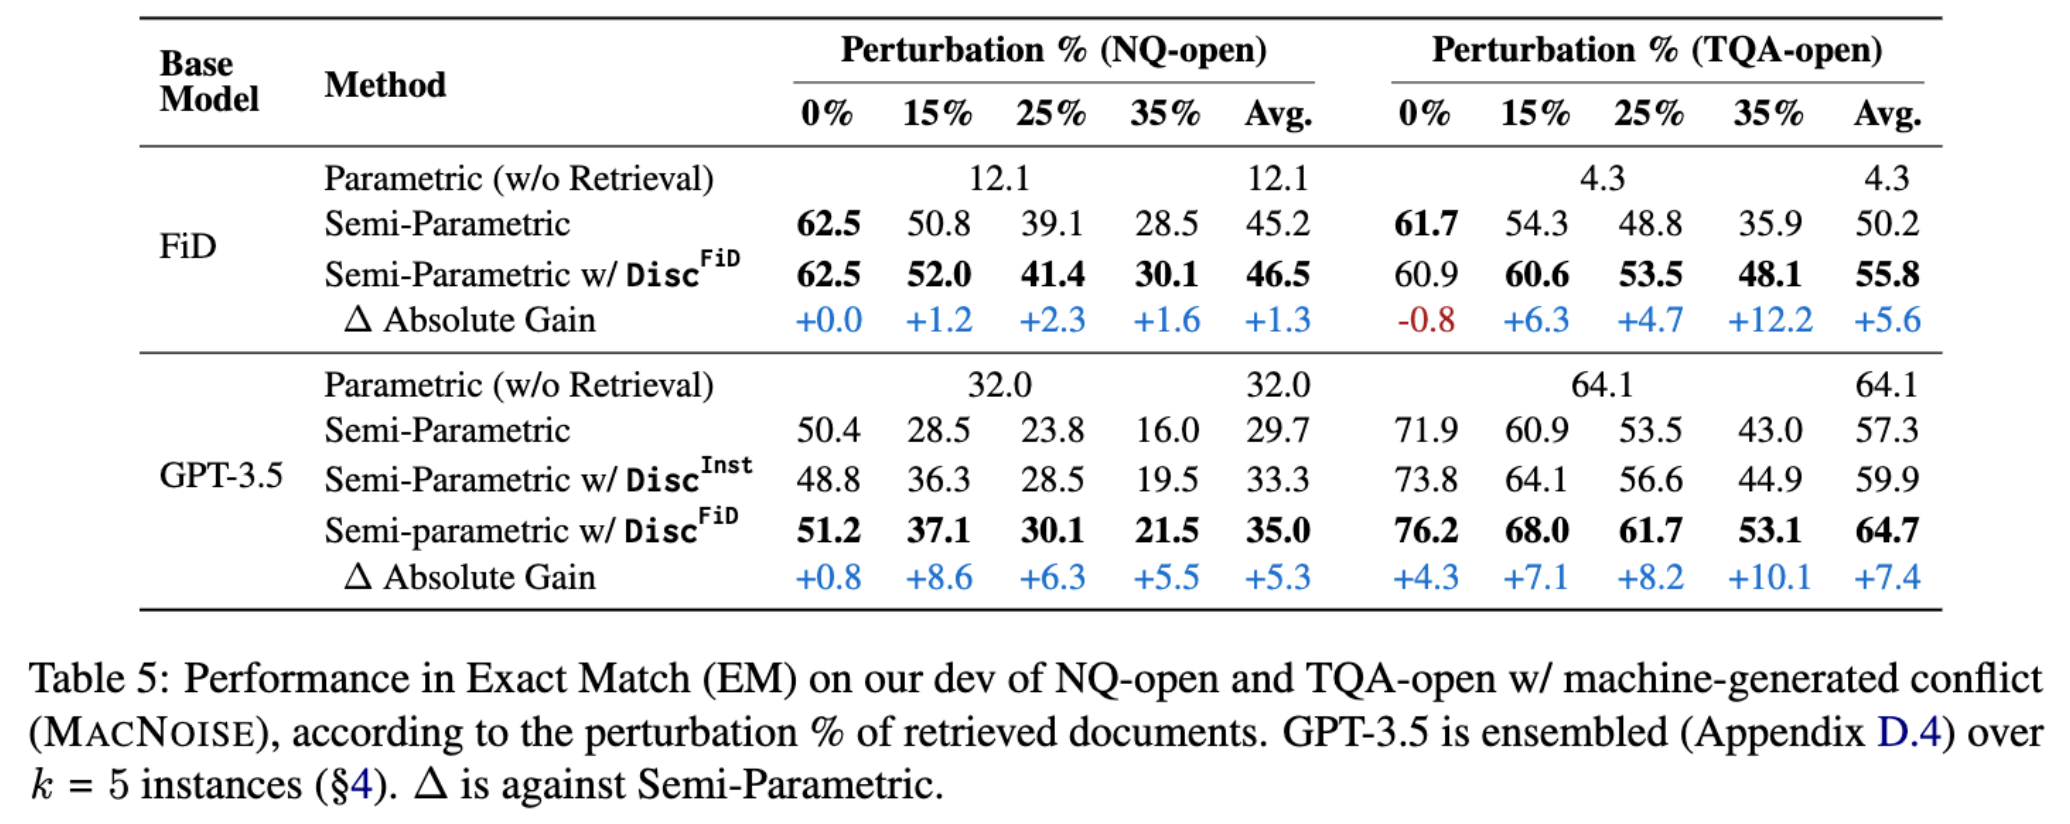 Base Model Method Perturbation % (NQ-open) Perturbation % (TQA-open)
0% 15% 25% 35% Avg. 0% 15% 25% 35% Avg.
FiD
Parametric (w/o Retrieval) 12.1 12.1 4.3 4.3
Semi-Parametric 62.5 50.8 39.1 28.5 45.2 61.7 54.3 48.8 35.9 50.2
Semi-Parametric w/ Disc^FiD 62.5 52.0 41.4 30.1 46.5 60.9 60.6 53.5 48.1 55.8
Δ Absolute Gain +0.0 +1.2 +2.3 +1.6 +1.3 -0.8 +6.3 +4.7 +12.2 +5.6
GPT-3.5
Parametric (w/o Retrieval) 32.0 32.0 64.1 64.1
Semi-Parametric 50.4 28.5 23.8 16.0 29.7 71.9 60.9 53.5 43.0 57.3
Semi-Parametric w/ Disc^Inst 48.8 36.3 28.5 19.5 33.3 73.8 64.1 56.6 44.9 59.9
Semi-parametric w/ Disc^FiD 51.2 37.1 30.1 21.5 35.0 76.2 68.0 61.7 53.1 64.7
Δ Absolute Gain +0.8 +8.6 +6.3 +5.5 +5.3 +4.3 +7.1 +8.2 +10.1 +7.4
Table 5: Performance in Exact Match (EM) on our dev of NQ-open and TQA-open w/ machine-generated conflict
(MACNOISE), according to the perturbation % of retrieved documents. GPT-3.5 is ensembled (Appendix D.4) over
k = 5 instances (§4). Δ is against Semi-Parametric.